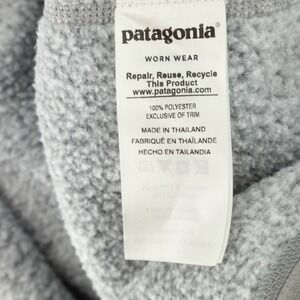 patagonia®
WORN WEAR
Repair, Reuse, Recycle
This Product
www.patagonia.com
100% POLYESTER
EXCLUSIVE OF TRIM
MADE IN THAILAND
FABRIQUÉ EN THAÏLANDE
HECHO EN TAILANDIA